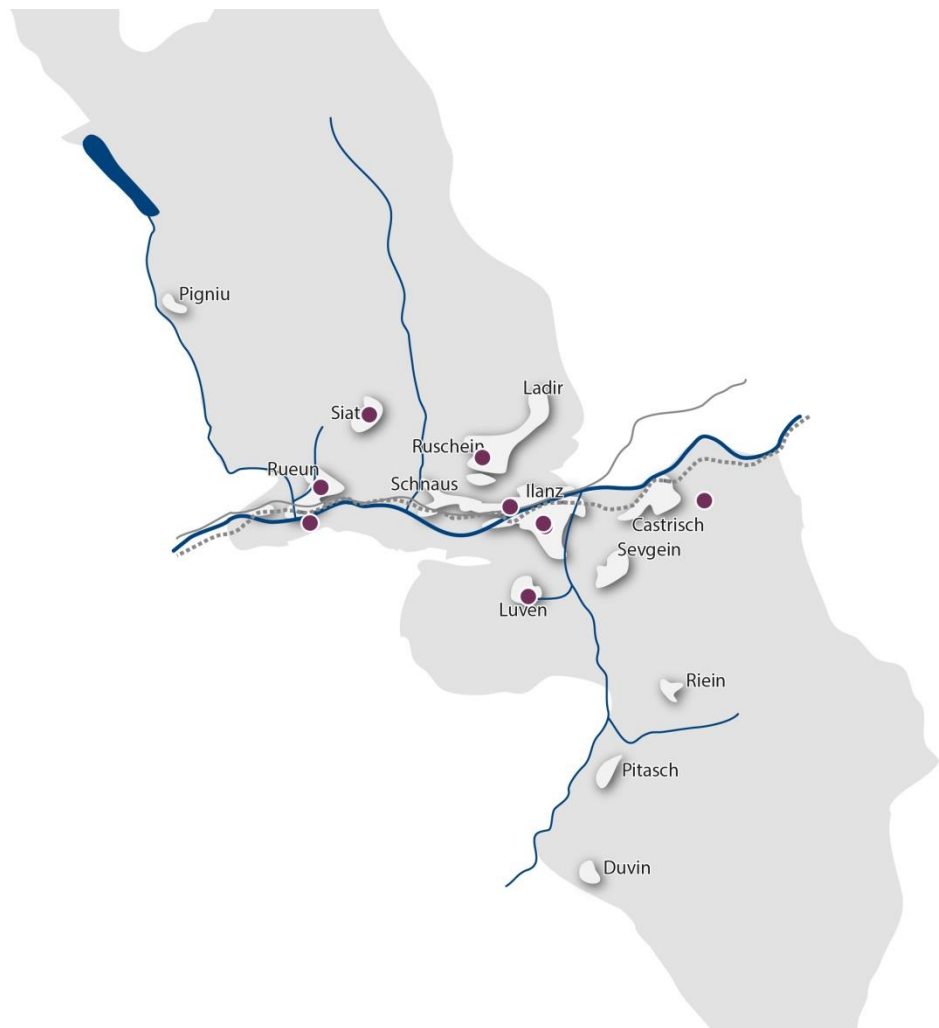 Pigniu
Ladir
Siat
Ruschein
Rueun
Schnaus
Ilanz
Castrisch
Sevgein
Luven
Riein
Pitasch
Duvin